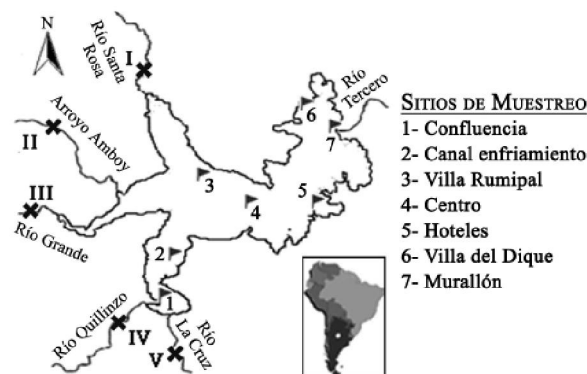 N
Río Santa
Rosa
I
Arroyo Amboy
II
III
Río Grande
Río Quillinzo
IV
V
Río
La Cruz
Río
Tercero
1
2
3
4
5
6
7
SITIOS DE MUESTREO
1- Confluencia
2- Canal enfriamiento
3- Villa Rumipal
4- Centro
5- Hoteles
6- Villa del Dique
7- Murallón